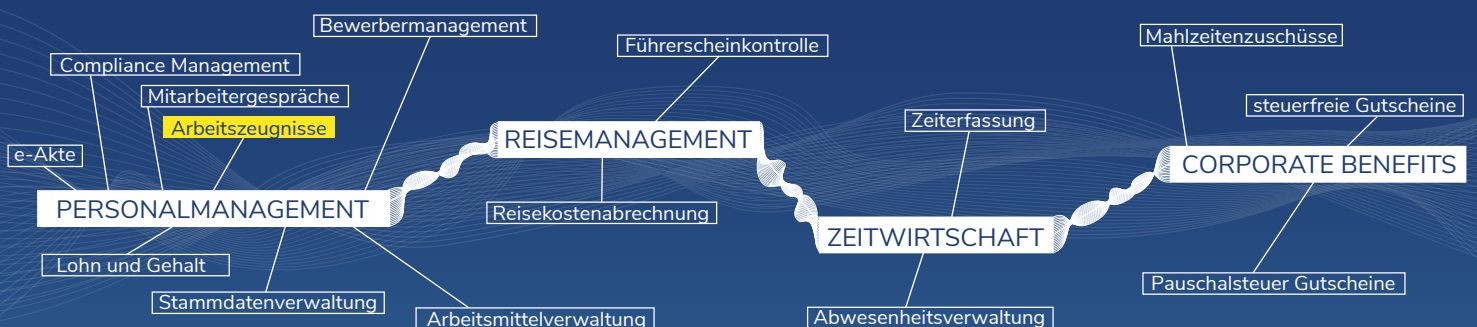 Bewerbermanagement
Compliance Management
Mitarbeitergespräche
Arbeitszeugnisse
e-Akte
PERSONALMANAGEMENT
Lohn und Gehalt
Stammdatenverwaltung
Arbeitsmittelverwaltung
Führerscheinkontrolle
REISEMANAGEMENT
Reisekostenabrechnung
Zeiterfassung
ZEITWIRTSCHAFT
Abwesenheitsverwaltung
Mahlzeitenzuschüsse
steuerfreie Gutscheine
CORPORATE BENEFITS
Pauschalsteuer Gutscheine